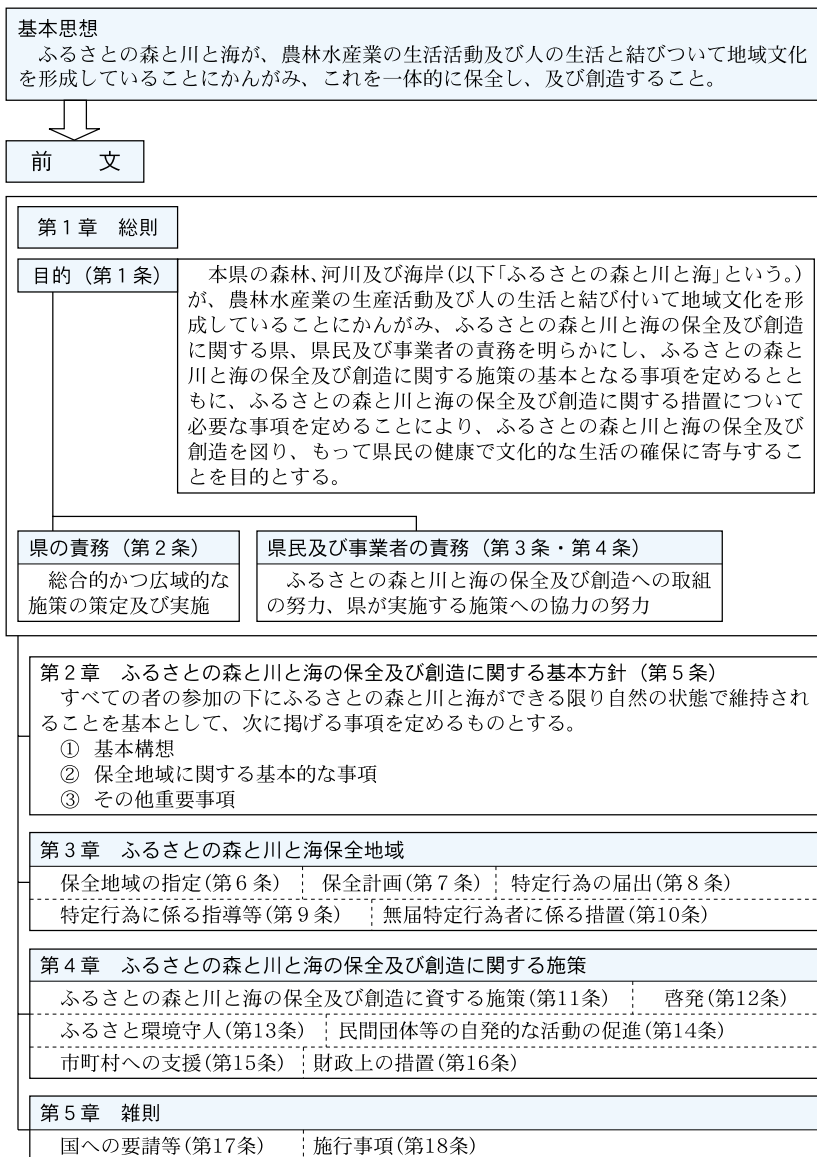 基本思想
ふるさとの森と川と海が、農林水産業の生活活動及び人の生活と結びついて地域文化
を形成していることにかんがみ、これを一体的に保全し、及び創造すること。
前　文
第1章　総則
目的（第1条）
本県の森林、河川及び海岸（以下「ふるさとの森と川と海」という。）
が、農林水産業の生産活動及び人の生活と結び付いて地域文化を形
成していることにかんがみ、ふるさとの森と川と海の保全及び創造
に関する県、県民及び事業者の責務を明らかにし、ふるさとの森と
川と海の保全及び創造に関する施策の基本となる事項を定めるとと
もに、ふるさとの森と川と海の保全及び創造に関する措置について
必要な事項を定めることにより、ふるさとの森と川と海の保全及び
創造を図り、もって県民の健康で文化的な生活の確保に寄与するこ
とを目的とする。
県の責務（第2条）
総合的かつ広域的な
施策の策定及び実施
県民及び事業者の責務（第3条・第4条）
ふるさとの森と川と海の保全及び創造への取組
の努力、県が実施する施策への協力の努力
第2章　ふるさとの森と川と海の保全及び創造に関する基本方針（第5条）
すべての者の参加の下にふるさとの森と川と海ができる限り自然の状態で維持され
ることを基本として、次に掲げる事項を定めるものとする。
①　基本構想
②　保全地域に関する基本的な事項
③　その他重要事項
第3章　ふるさとの森と川と海保全地域
保全地域の指定（第6条）　保全計画（第7条）　特定行為の届出（第8条）
特定行為に係る指導等（第9条）　無届特定行為者に係る措置（第10条）
第4章　ふるさとの森と川と海の保全及び創造に関する施策
ふるさとの森と川と海の保全及び創造に資する施策（第11条）　啓発（第12条）
ふるさと環境守人（第13条）　民間団体等の自発的な活動の促進（第14条）
市町村への支援（第15条）　財政上の措置（第16条）
第5章　雑則
国への要請等（第17条）　施行事項（第18条）